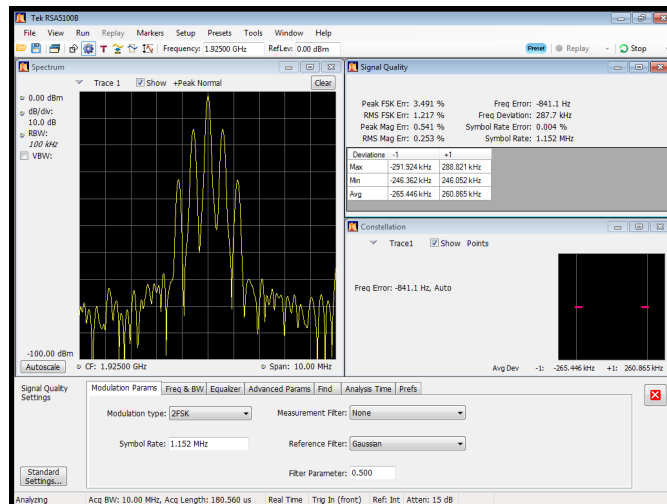 Tek RSA5100B
File View Run Replay Markers Setup Presets Tools Window Help
T Frequency: 1.92500 GHz RefLev: 0.00 dBm Preset Replay Stop
Spectrum
Trace 1 Show +Peak Normal Clear
0.00 dBm
dB/div:
10.0 dB
RBW:
100 kHz
VBW:
-100.00 dBm
Autoscale CF: 1.92500 GHz Span: 10.00 MHz
Signal Quality
Peak FSK Err: 3.491 % Freq Error: -841.1 Hz
RMS FSK Err: 1.217 % Freq Deviation: 287.7 kHz
Peak Mag Err: 0.541 % Symbol Rate Error: 0.004 %
RMS Mag Err: 0.253 % Symbol Rate: 1.152 MHz
Deviations -1 +1
Max -291.924 kHz 288.821 kHz
Min -246.362 kHz 246.052 kHz
Avg -265.446 kHz 260.865 kHz
Constellation
Trace1 Show Points
Freq Error: -841.1 Hz, Auto
Avg Dev -1: -265.446 kHz +1: 260.865 kHz
Signal Quality
Settings
Modulation Params Freq & BW Equalizer Advanced Params Find Analysis Time Prefs
Modulation type: 2FSK Measurement Filter: None
Symbol Rate: 1.152 MHz Reference Filter: Gaussian
Filter Parameter: 0.500
Standard
Settings...
Analyzing Acq BW: 10.00 MHz, Acq Length: 180.560 us Real Time Trig In (front) Ref: Int Atten: 15 dB